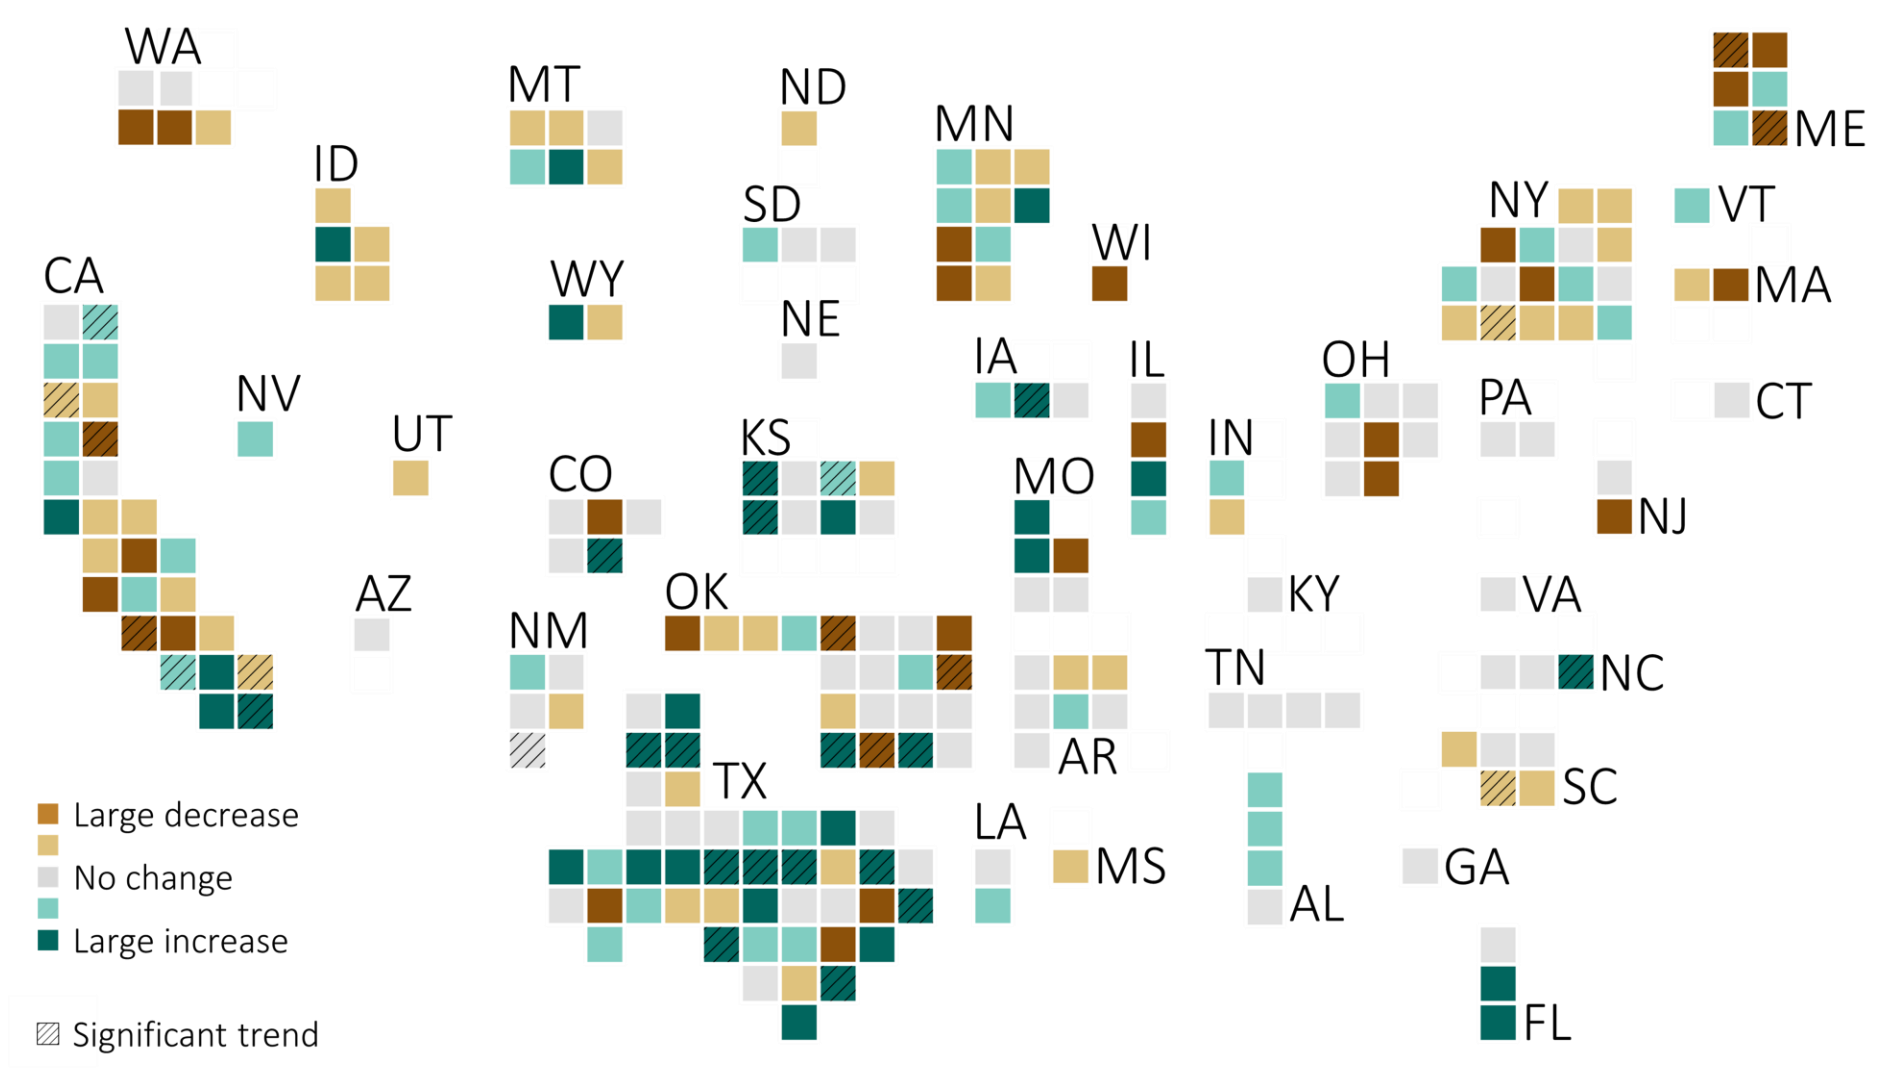 WA
MT
ND
MN
ME
ID
SD
NY
VT
WI
CA
WY
MA
NE
IA
IL
OH
NV
PA
CT
UT
KS
IN
CO
MO
NJ
AZ
OK
KY
VA
NM
TN
NC
AR
TX
SC
LA
MS
GA
AL
FL
Large decrease
No change
Large increase
Significant trend